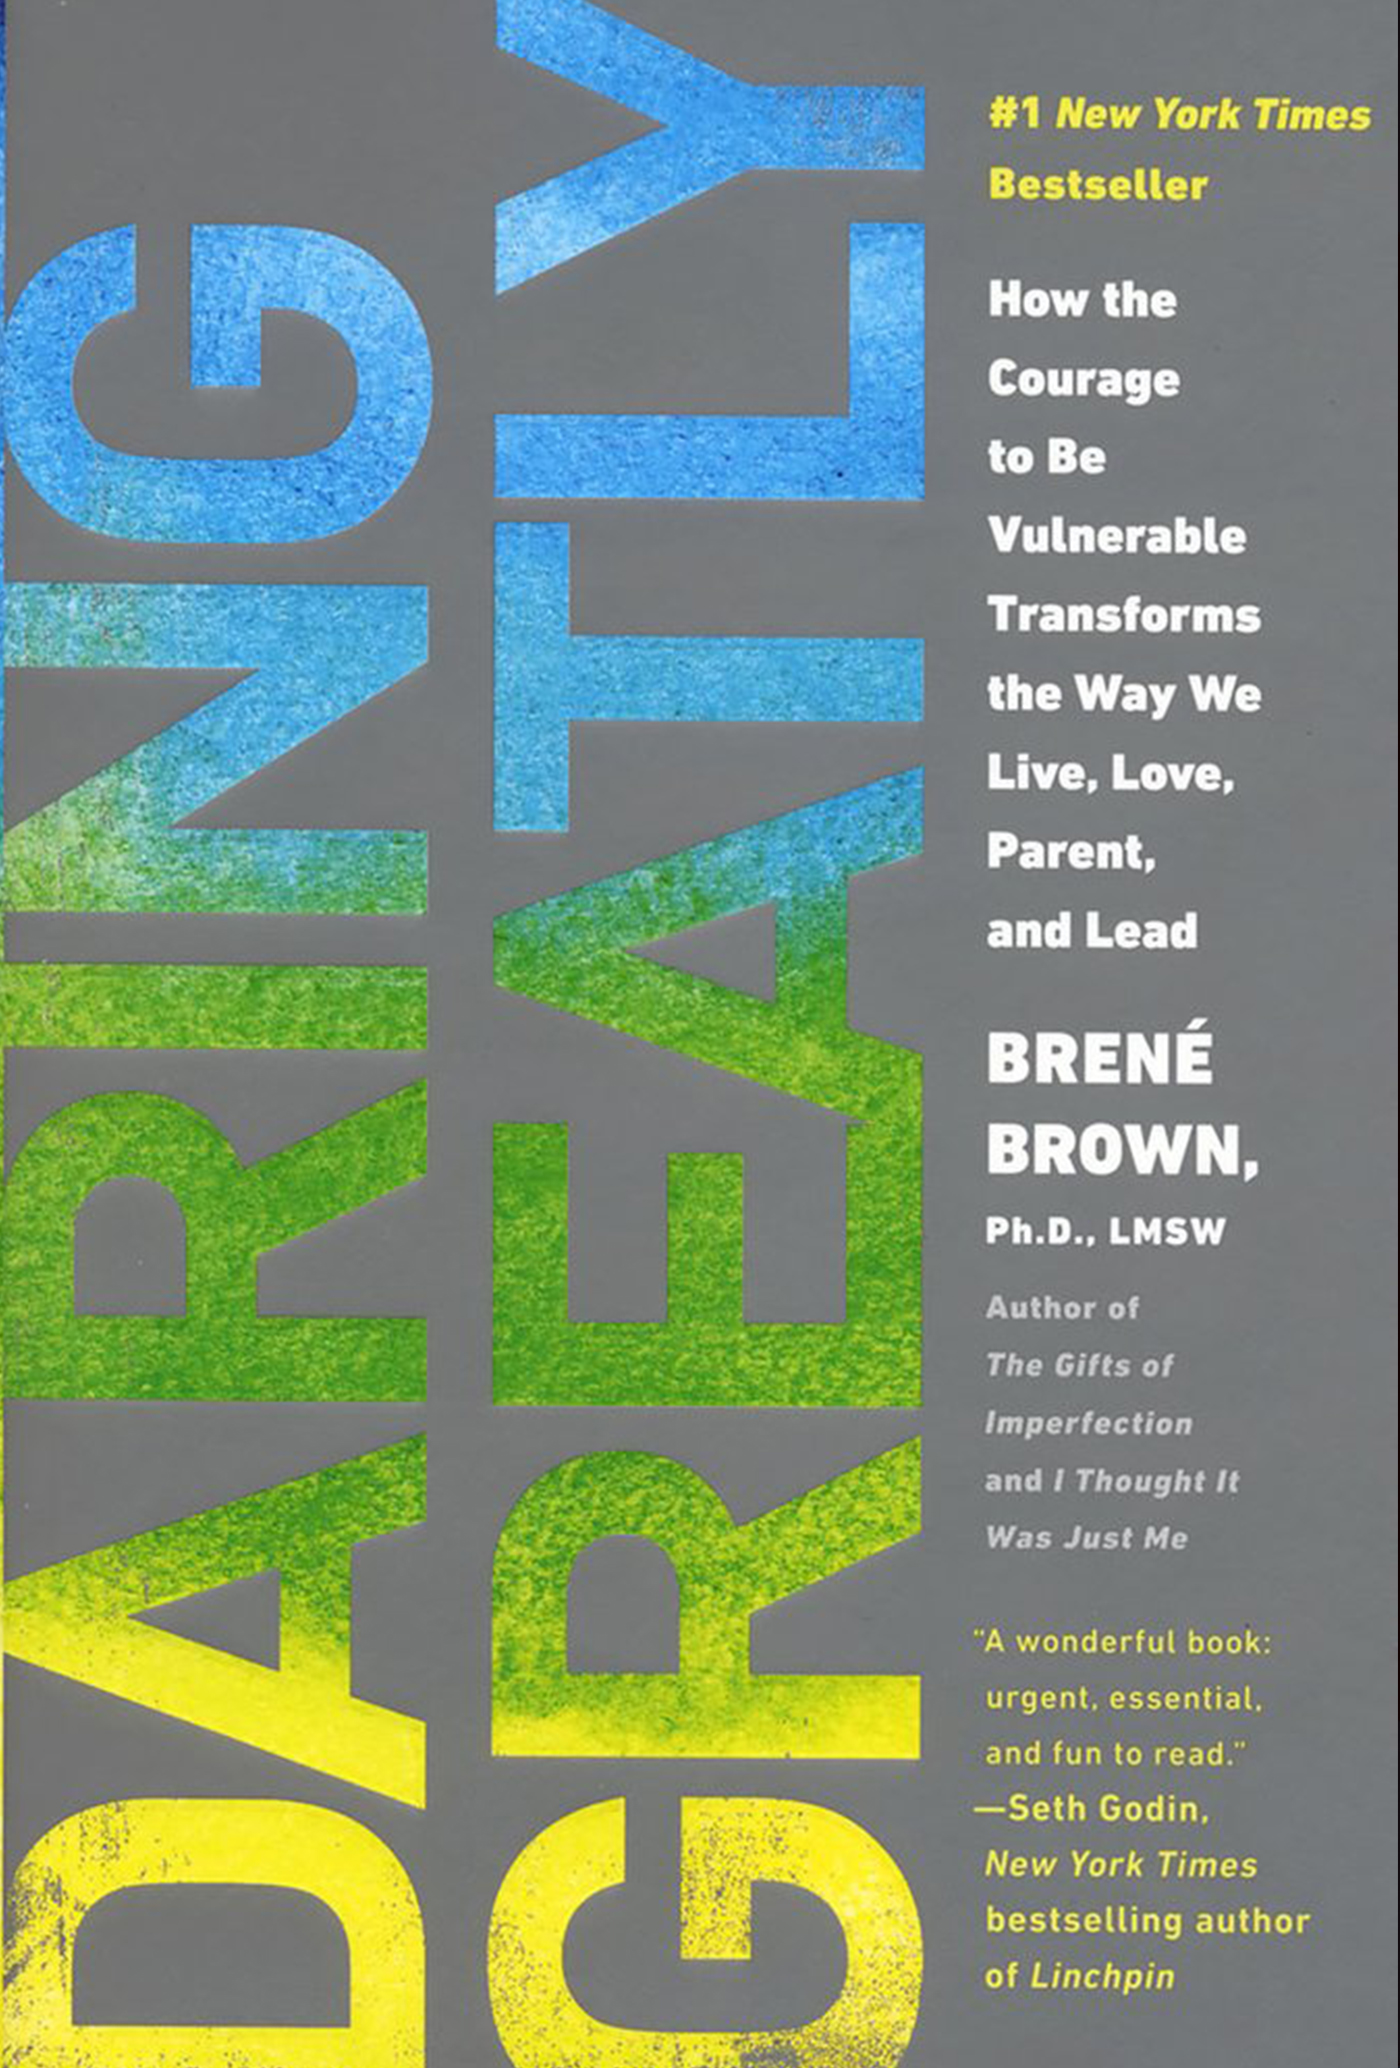 DARING
GREATLY
#1 New York Times
Bestseller
How the
Courage
to Be
Vulnerable
Transforms
the Way We
Live, Love,
Parent,
and Lead
BRENÉ
BROWN,
Ph.D., LMSW
Author of
The Gifts of
Imperfection
and I Thought It
Was Just Me
"A wonderful book:
urgent, essential,
and fun to read."
—Seth Godin,
New York Times
bestselling author
of Linchpin